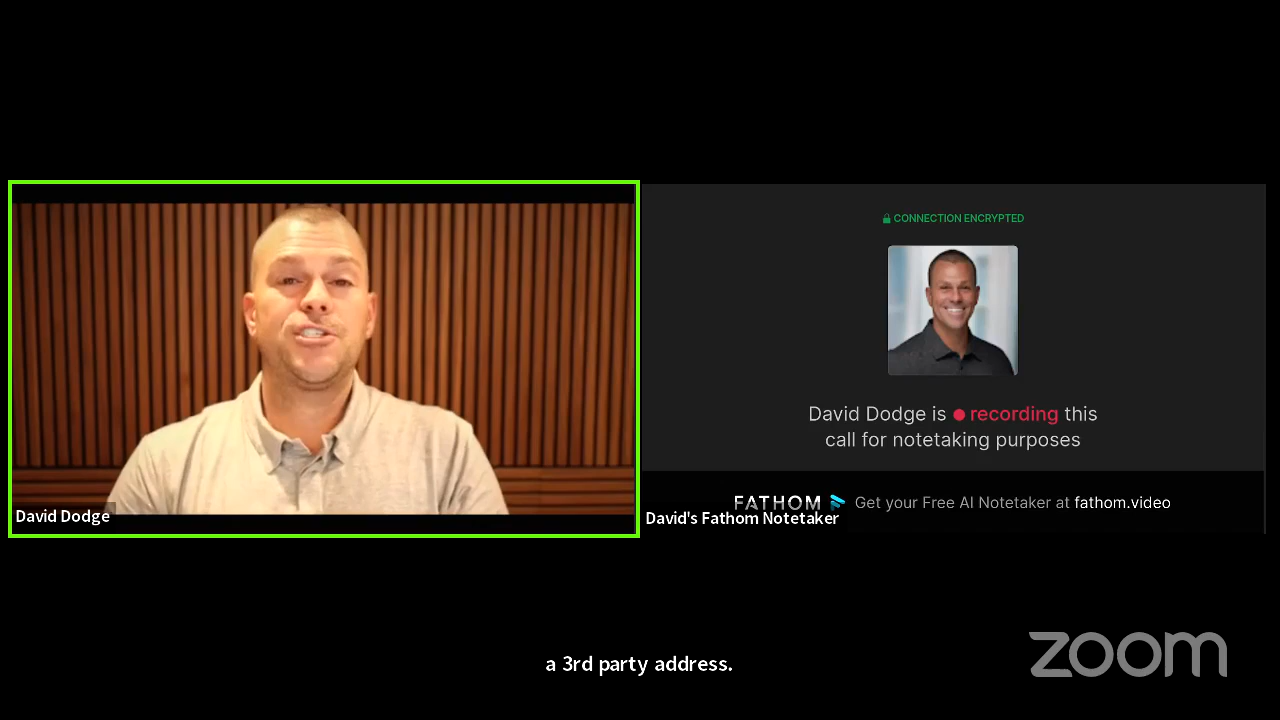 CONNECTION ENCRYPTED
David Dodge is recording this
call for notetaking purposes
FATHOM Get your Free AI Notetaker at fathom.video
David Dodge
David's Fathom Notetaker
a 3rd party address.
zoom